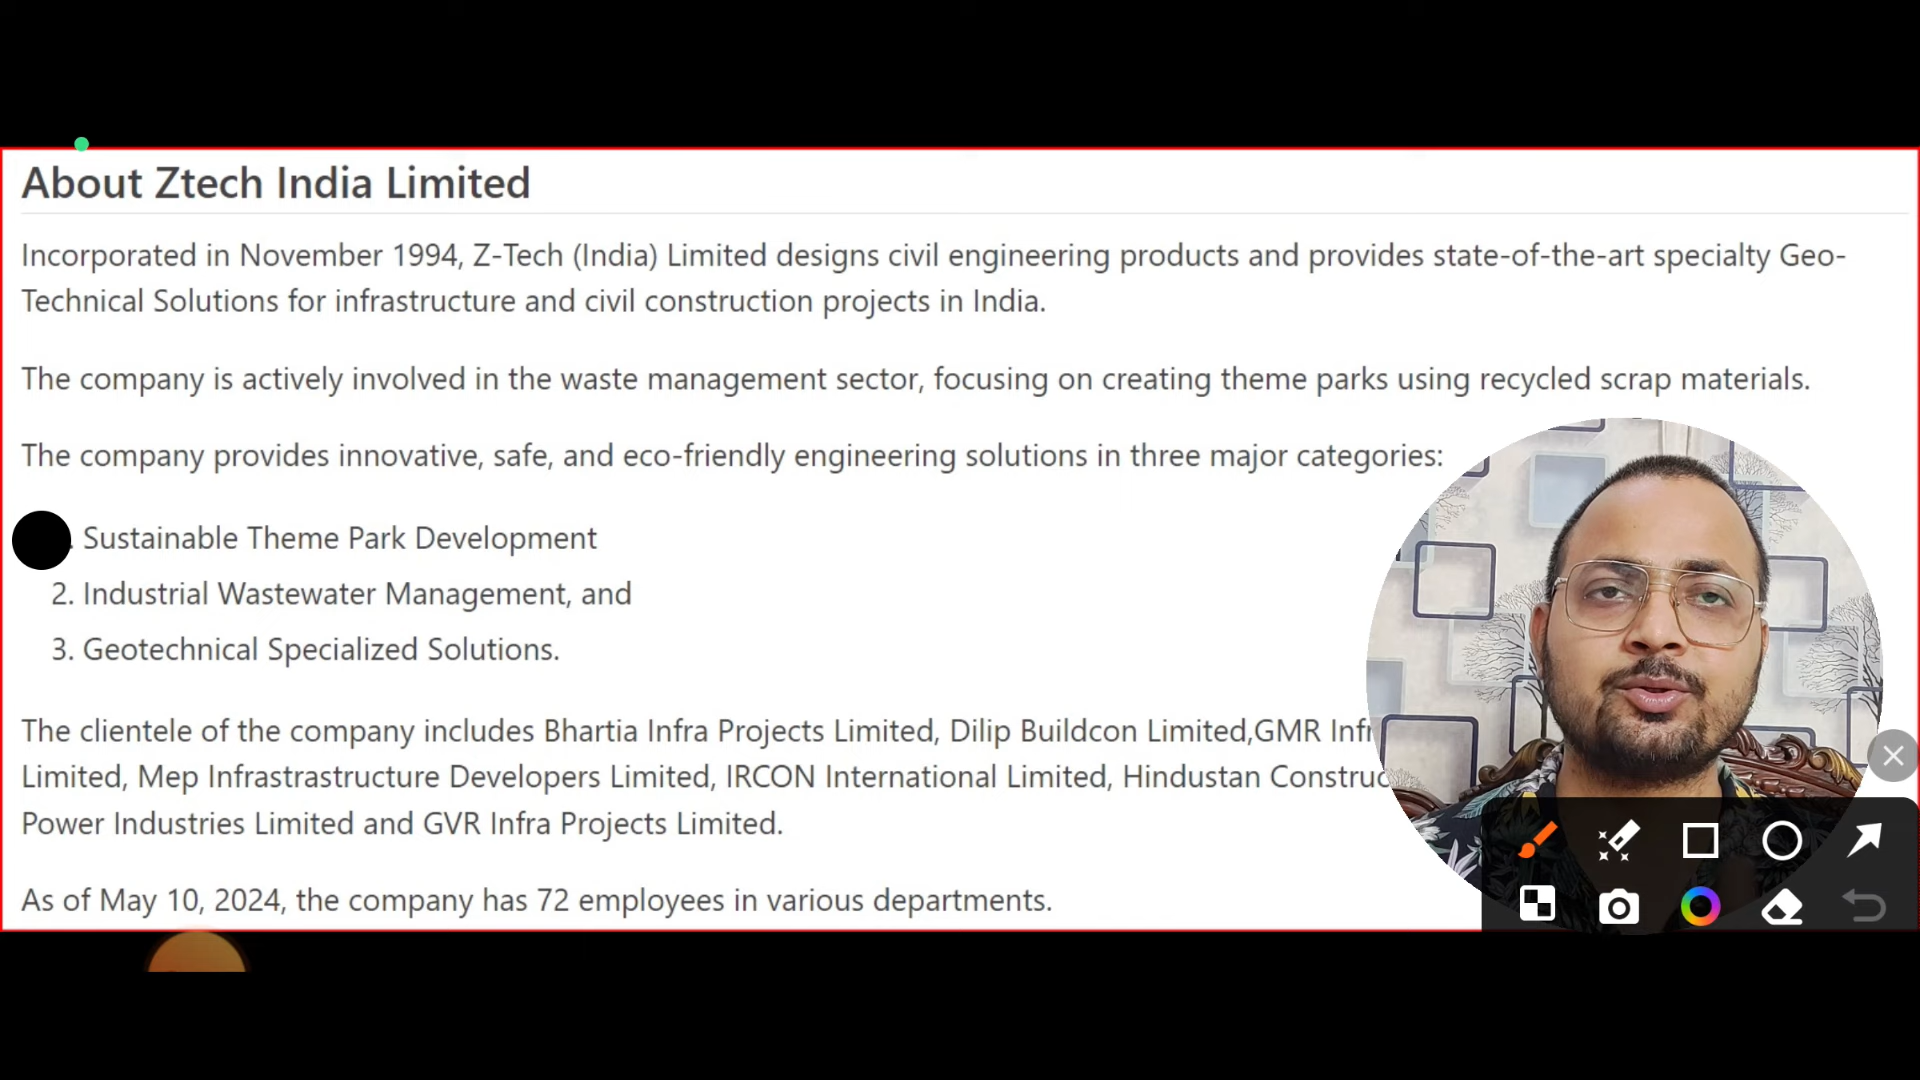 About Ztech India Limited
Incorporated in November 1994, Z-Tech (India) Limited designs civil engineering products and provides state-of-the-art specialty Geo-
Technical Solutions for infrastructure and civil construction projects in India.
The company is actively involved in the waste management sector, focusing on creating theme parks using recycled scrap materials.
The company provides innovative, safe, and eco-friendly engineering solutions in three major categories:
. Sustainable Theme Park Development
2. Industrial Wastewater Management, and
3. Geotechnical Specialized Solutions.
The clientele of the company includes Bhartia Infra Projects Limited, Dilip Buildcon Limited,GMR
Limited, Mep Infrastrastructure Developers Limited, IRCON International Limited, Hindustan
Power Industries Limited and GVR Infra Projects Limited.
As of May 10, 2024, the company has 72 employees in various departments.